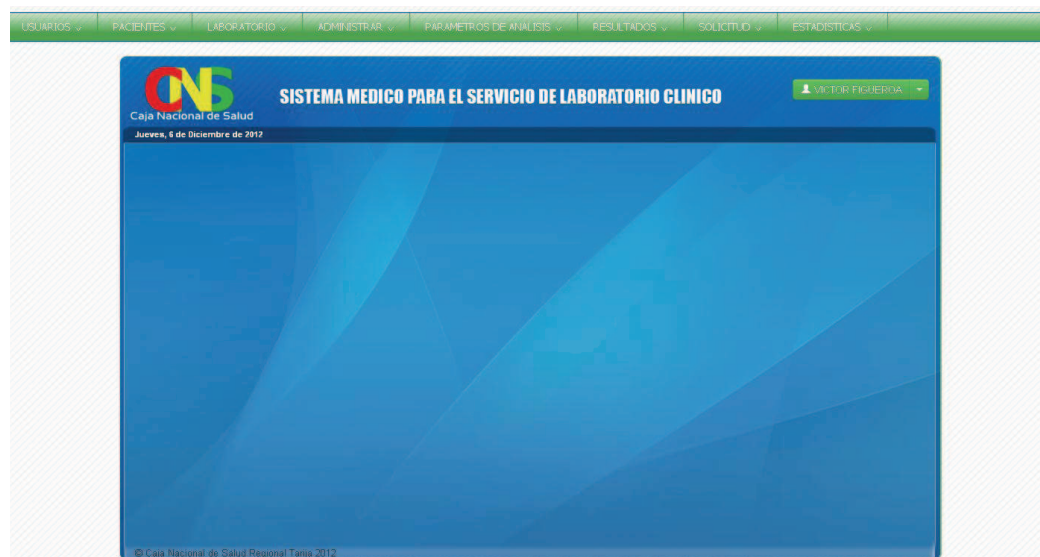 USUARIOS PACIENTES LABORATORIO ADMINISTRAR PARAMETROS DE ANALISIS RESULTADOS SOLICITUD ESTADISTICAS
CNS
SISTEMA MEDICO PARA EL SERVICIO DE LABORATORIO CLINICO
VICTOR FIGUEROA
Caja Nacional de Salud
Jueves, 6 de Diciembre de 2012
© Caja Nacional de Salud Regional Tarija 2012